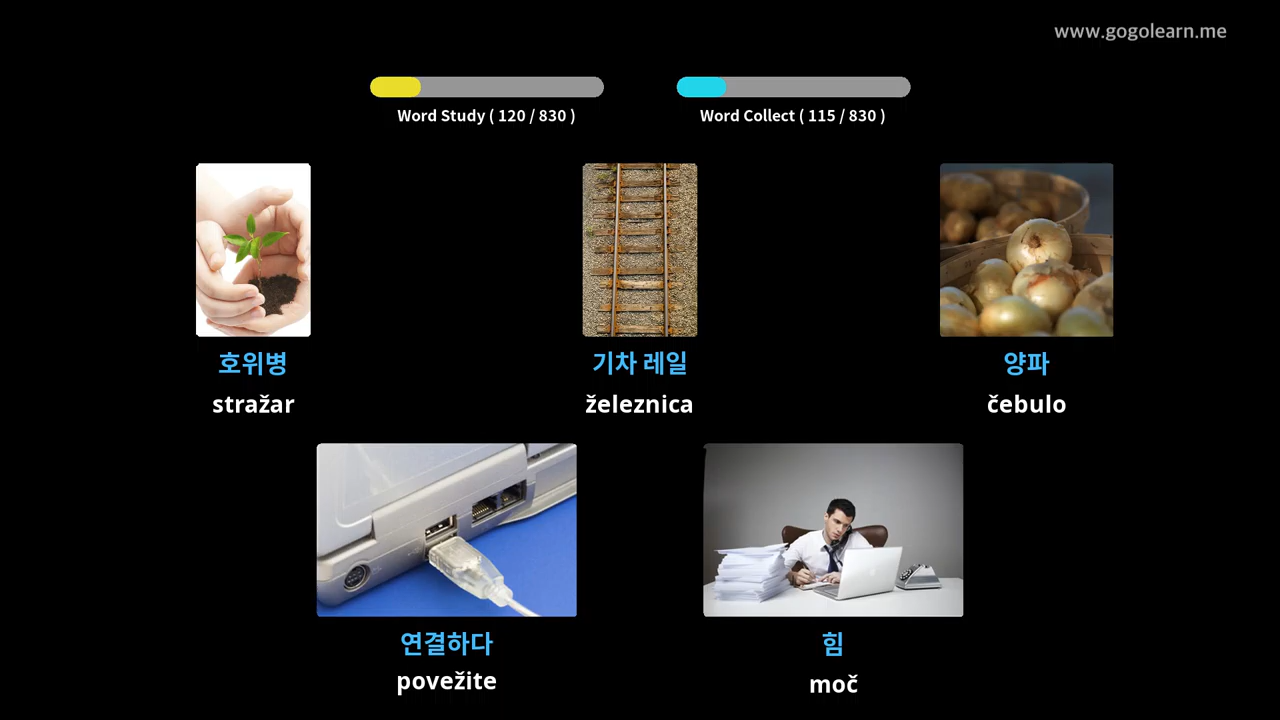 www.gogolearn.me
Word Study ( 120 / 830 )
Word Collect ( 115 / 830 )
호위병
기차 레일
양파
stražar
železnica
čebulo
연결하다
힘
povežite
moč